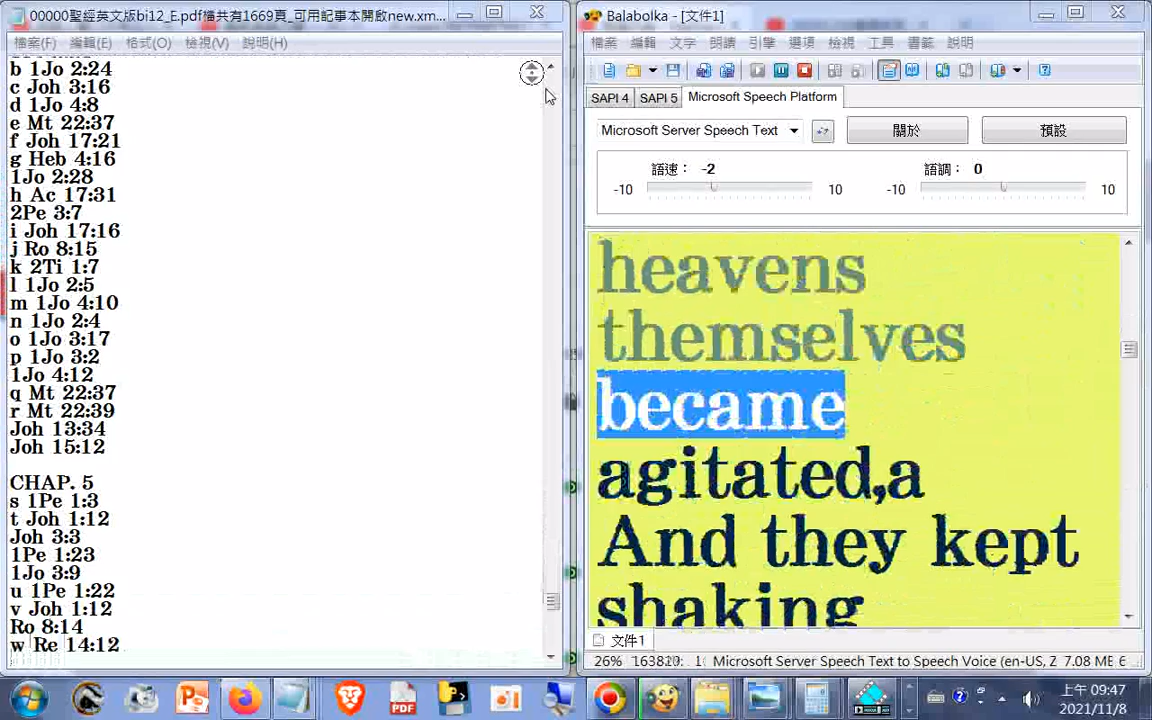 00000聖經英文版bi12_E.pdf檔共有1669頁_可用記事本開啟new.xm...
檔案(F) 編輯(E) 格式(O) 檢視(V) 說明(H)
b 1Jo 2:24
c Joh 3:16
d 1Jo 4:8
e Mt 22:37
f Joh 17:21
g Heb 4:16
1Jo 2:28
h Ac 17:31
2Pe 3:7
i Joh 17:16
j Ro 8:15
k 2Ti 1:7
l 1Jo 2:5
m 1Jo 4:10
n 1Jo 2:4
o 1Jo 3:17
p 1Jo 3:2
1Jo 4:12
q Mt 22:37
r Mt 22:39
Joh 13:34
Joh 15:12
CHAP. 5
s 1Pe 1:3
t Joh 1:12
Joh 3:3
1Pe 1:23
1Jo 3:9
u 1Pe 1:22
v Joh 1:12
Ro 8:14
w Re 14:12
Balabolka - [文件1]
檔案 編輯 文字 朗讀 引擎 選項 檢視 工具 書籤 說明
SAPI 4 SAPI 5 Microsoft Speech Platform
Microsoft Server Speech Text 關於 預設
語速： -2 語調： 0
-10 10 -10 10
heavens
themselves
became
agitated,a
And they kept
shaking
文件1
26% Microsoft Server Speech Text to Speech Voice (en-US, Z 7.08 MB 6
PDF
上午 09:47
2021/11/8